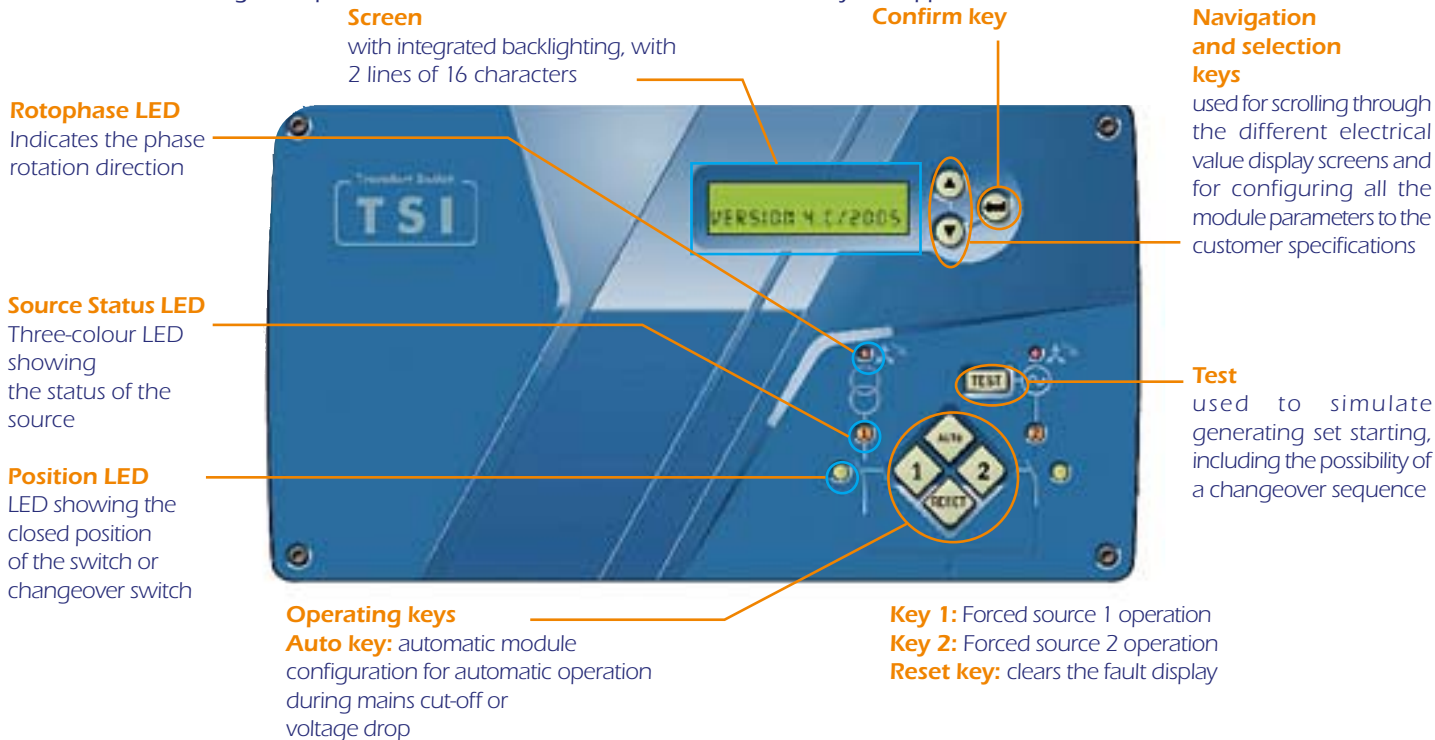 Screen
with integrated backlighting, with
2 lines of 16 characters
Confirm key
Navigation
and selection
keys
used for scrolling through
the different electrical
value display screens and
for configuring all the
module parameters to the
customer specifications
Rotophase LED
Indicates the phase
rotation direction
Transfer Switch
TSI
VERSION 4.C/2005
Source Status LED
Three-colour LED
showing
the status of the
source
TEST
Test
used to simulate
generating set starting,
including the possibility of
a changeover sequence
Position LED
LED showing the
closed position
of the switch or
changeover switch
AUTO
1
2
RESET
1
2
Operating keys
Auto key: automatic module
configuration for automatic operation
during mains cut-off or
voltage drop
Key 1: Forced source 1 operation
Key 2: Forced source 2 operation
Reset key: clears the fault display